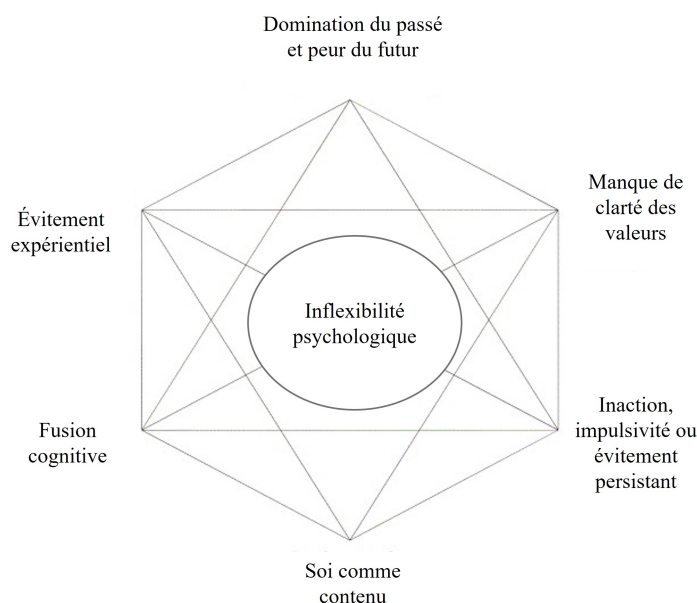 Domination du passé
et peur du futur
Manque de
clarté des
valeurs
Évitement
expérientiel
Inflexibilité
psychologique
Inaction,
impulsivité ou
évitement
persistant
Fusion
cognitive
Soi comme
contenu